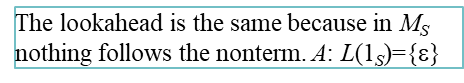 The lookahead is the same because in M_S
nothing follows the nonterm. A: L(1_S)={ε}